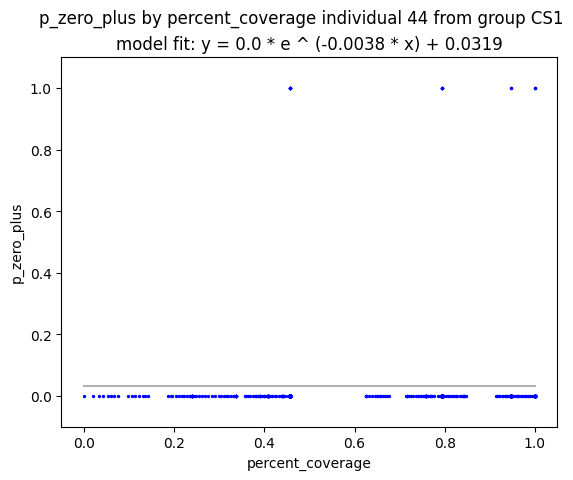 p_zero_plus by percent_coverage individual 44 from group CS1
model fit: y = 0.0 * e ^ (-0.0038 * x) + 0.0319
1.0
0.8
0.6
0.4
0.2
0.0
p_zero_plus
0.0 0.2 0.4 0.6 0.8 1.0
percent_coverage